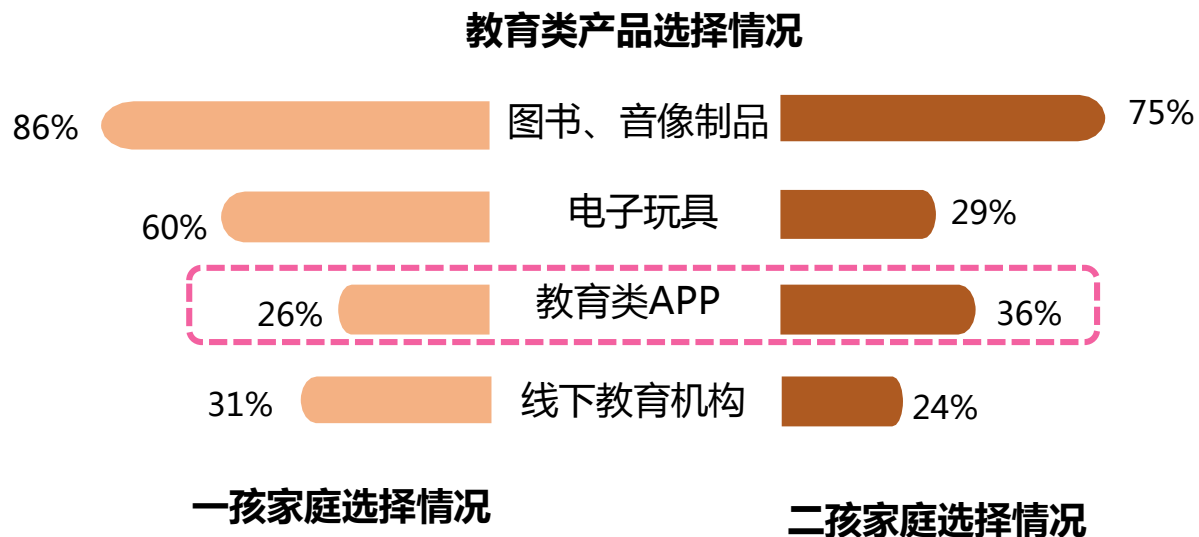 教育类产品选择情况
86% 图书、音像制品 75%
60% 电子玩具 29%
26% 教育类APP 36%
31% 线下教育机构 24%
一孩家庭选择情况 二孩家庭选择情况